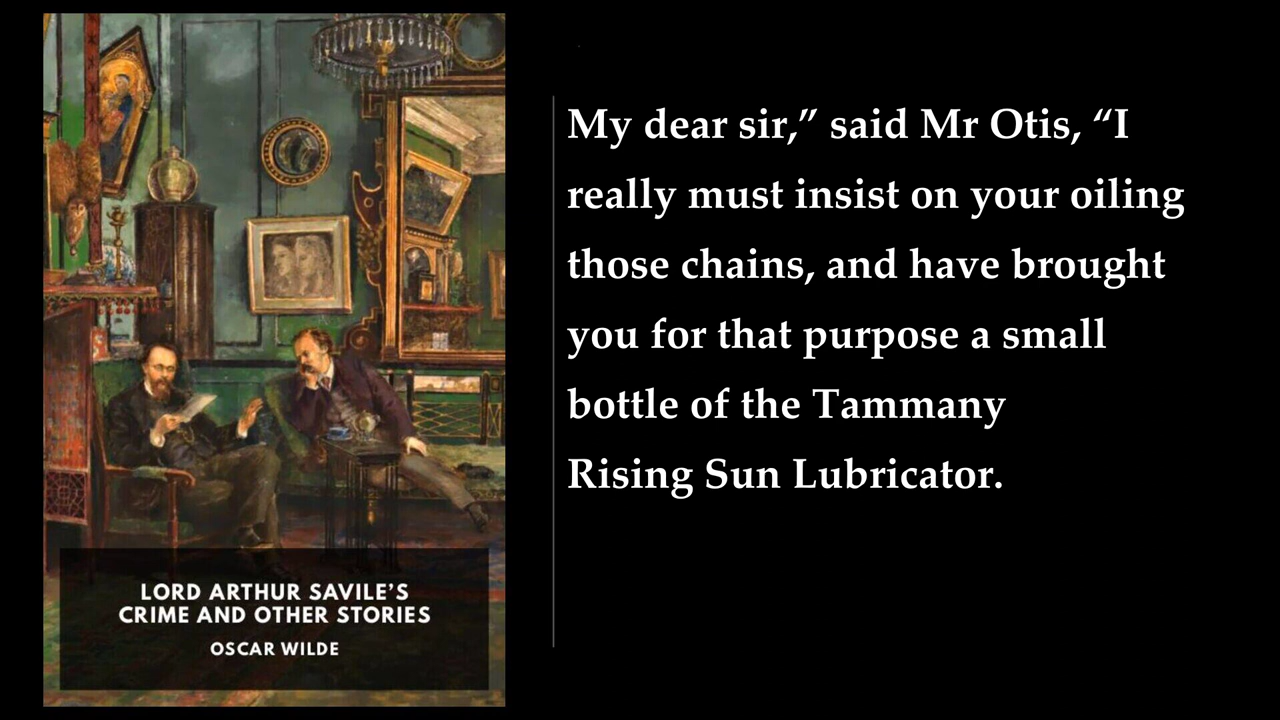 My dear sir,” said Mr Otis, “I
really must insist on your oiling
those chains, and have brought
you for that purpose a small
bottle of the Tammany
Rising Sun Lubricator.
LORD ARTHUR SAVILE’S
CRIME AND OTHER STORIES
OSCAR WILDE